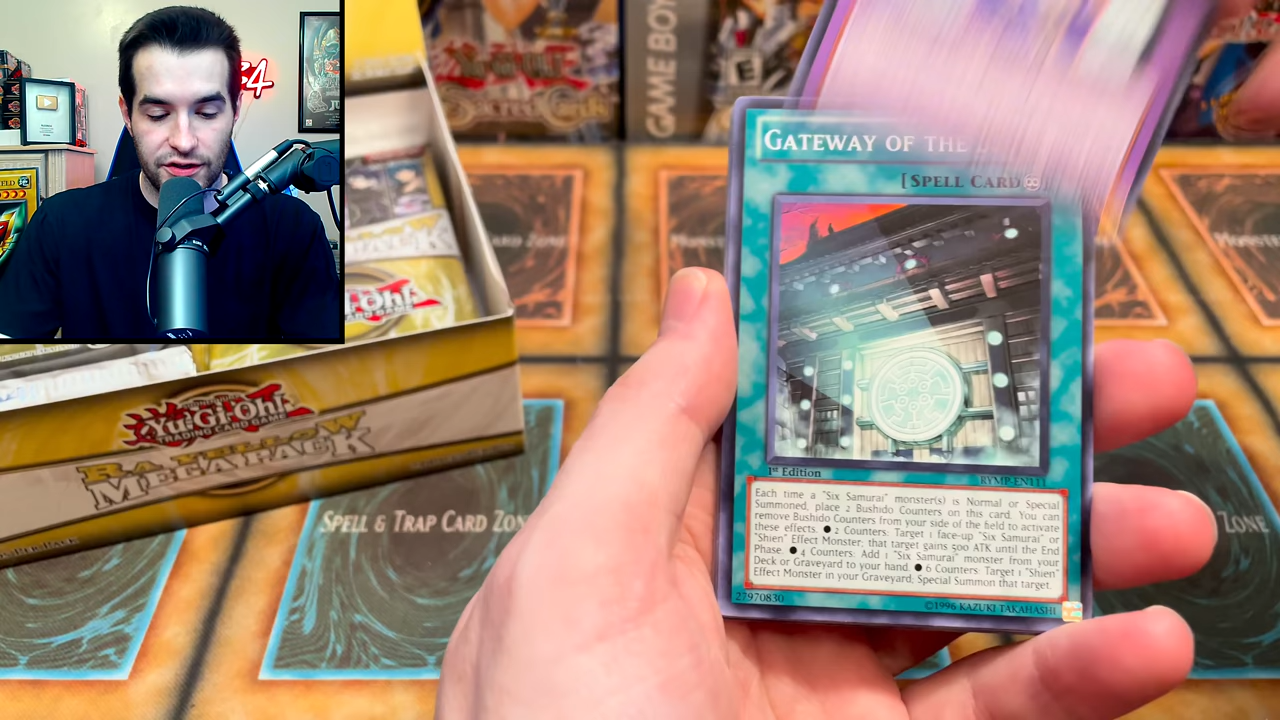 GAME BOY
E
CARD ZONE
Yu-Gi-Oh!
Yu-Gi-Oh!
TRADING CARD GAME
RA YELLOW
MEGA PACK
SPELL & TRAP CARD ZON
ZONE
GATEWAY OF THE
[SPELL CARD
1st Edition
RYMP-EN111
Each time a "Six Samurai" monster(s) is Normal or Special
Summoned, place 2 Bushido Counters on this card. You can
remove Bushido Counters from your side of the field to activate
these effects. ●2 Counters: Target 1 face-up "Six Samurai" or
"Shien" Effect Monster; that target gains 500 ATK until the End
Phase. ●4 Counters: Add 1 "Six Samurai" monster from your
Deck or Graveyard to your hand. ●6 Counters: Target 1 "Shien"
Effect Monster in your Graveyard; Special Summon that target.
27970830
©1996 KAZUKI TAKAHASHI